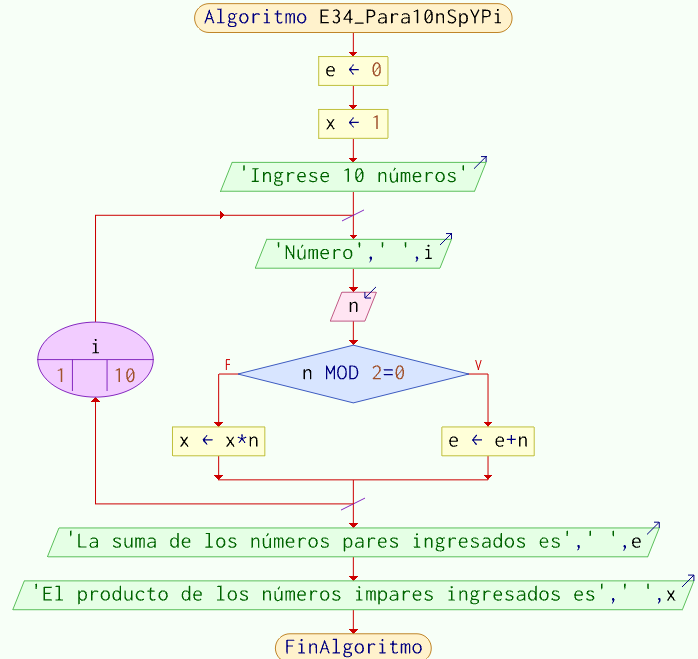 Algoritmo E34_Para10nSpYPi
e ← 0
x ← 1
'Ingrese 10 números'
'Número',' ',i
n
i
1 10
F
V
n MOD 2=0
x ← x*n
e ← e+n
'La suma de los números pares ingresados es',' ',e
'El producto de los números impares ingresados es',' ',x
FinAlgoritmo